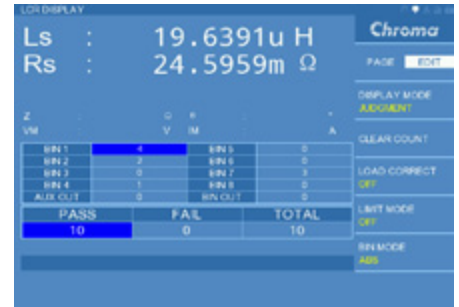 LCR DISPLAY
Ls : 19.6391u H
Rs : 24.5959m Ω
Z : Ω θ : °
VM : V IM : A
BIN 1 4 BIN 5 0
BIN 2 2 BIN 6 0
BIN 3 0 BIN 7 3
BIN 4 1 BIN 8 0
AUX OUT 0 BIN OUT 0
PASS FAIL TOTAL
10 0 10
Chroma
PAGE EDIT
DISPLAY MODE
JUDGMENT
CLEAR COUNT
LOAD CORRECT
OFF
LIMIT MODE
OFF
BIN MODE
ABS